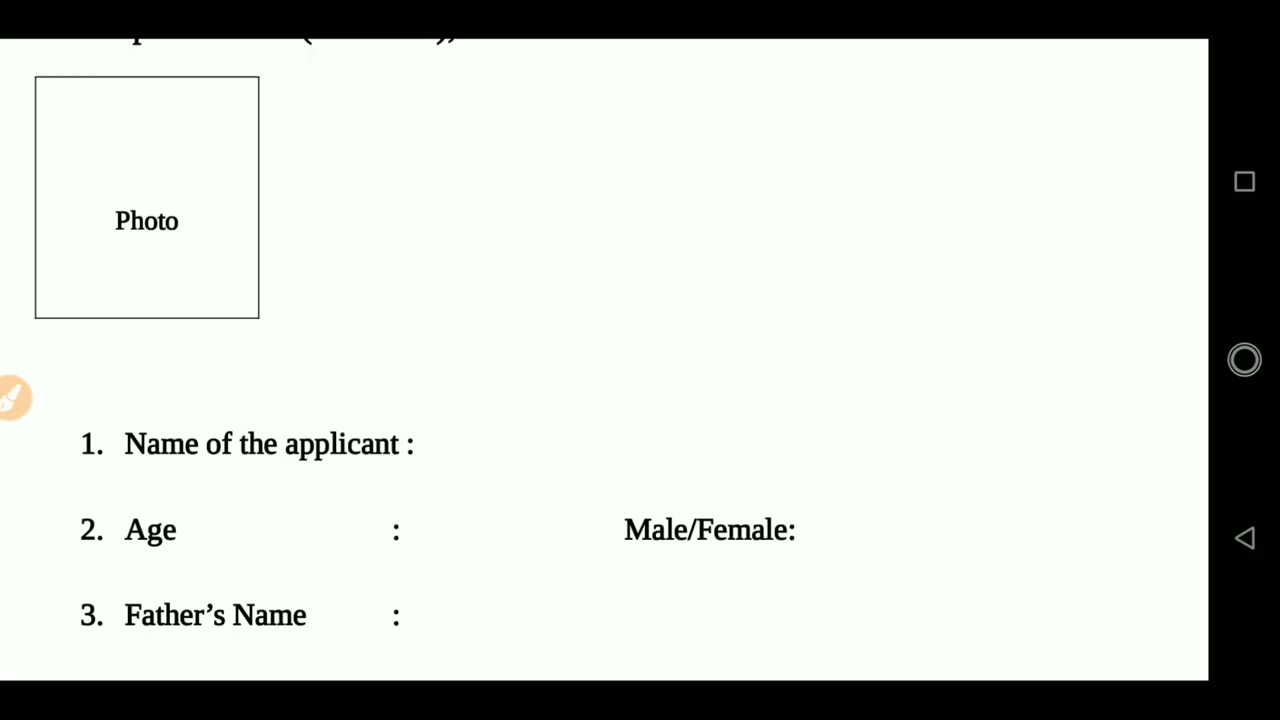 Photo
1. Name of the applicant :
2. Age : Male/Female:
3. Father’s Name :